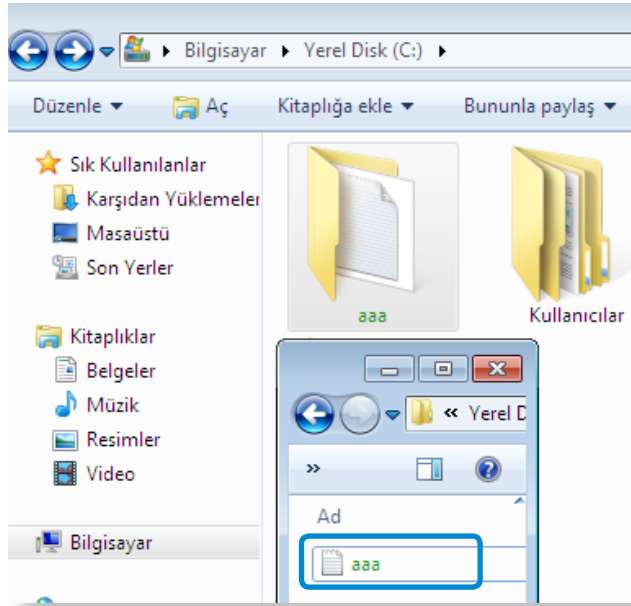 Bilgisayar Yerel Disk (C:)
Düzenle Aç Kitaplığa ekle Bununla paylaş
Sık Kullanılanlar
Karşıdan Yüklemeler
Masaüstü
Son Yerler
Kitaplıklar
Belgeler
Müzik
Resimler
Video
Bilgisayar
aaa
Kullanıcılar
« Yerel D
»
Ad
aaa